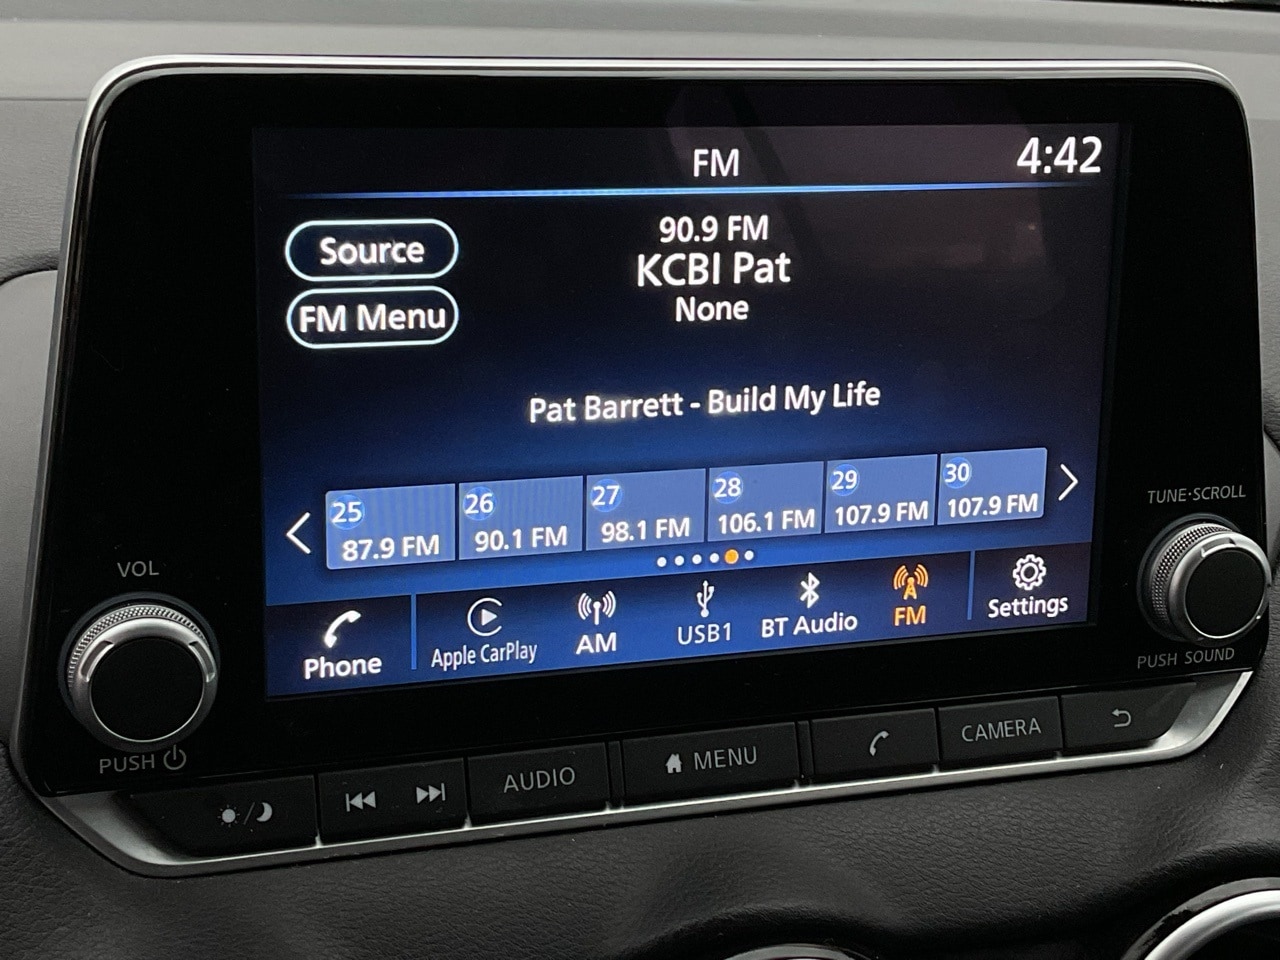 FM
4:42
Source
FM Menu
90.9 FM
KCBI Pat
None
Pat Barrett - Build My Life
25
87.9 FM
26
90.1 FM
27
98.1 FM
28
106.1 FM
29
107.9 FM
30
107.9 FM
Phone
Apple CarPlay
AM
USB1
BT Audio
FM
Settings
VOL
PUSH
TUNE·SCROLL
PUSH SOUND
AUDIO
MENU
CAMERA